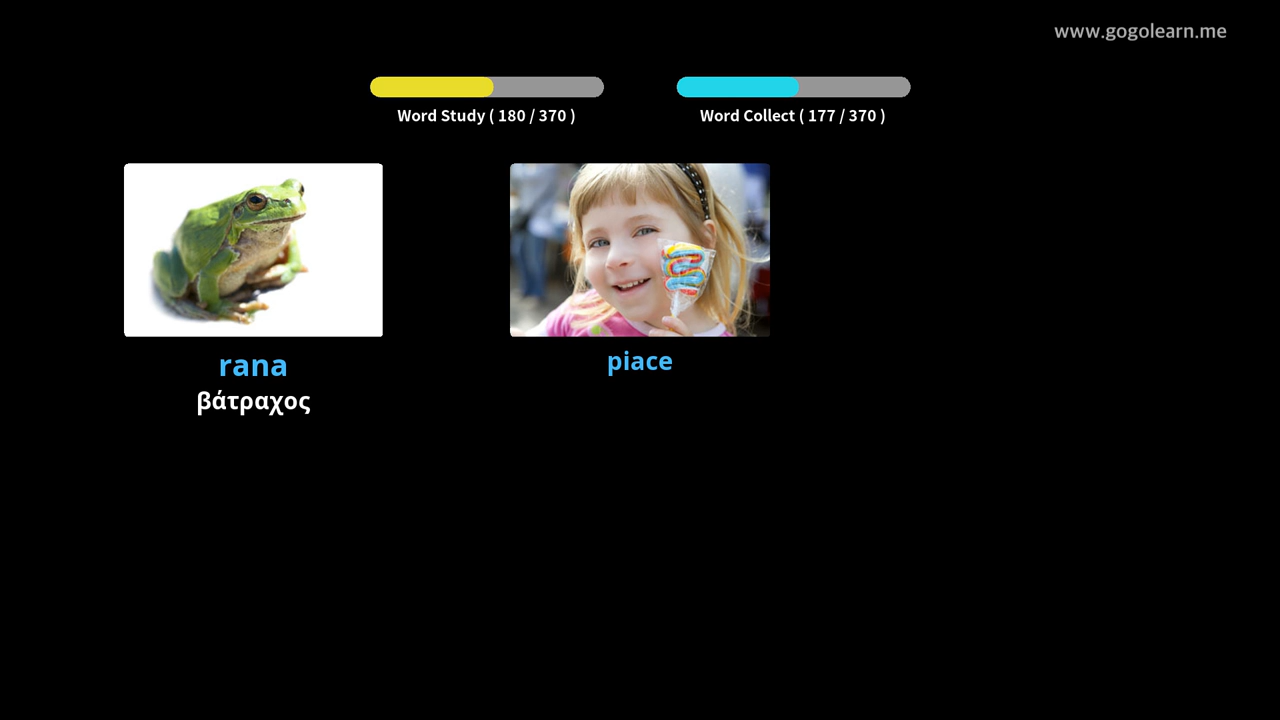 www.gogolearn.me
Word Study ( 180 / 370 )
Word Collect ( 177 / 370 )
rana
βάτραχος
piace